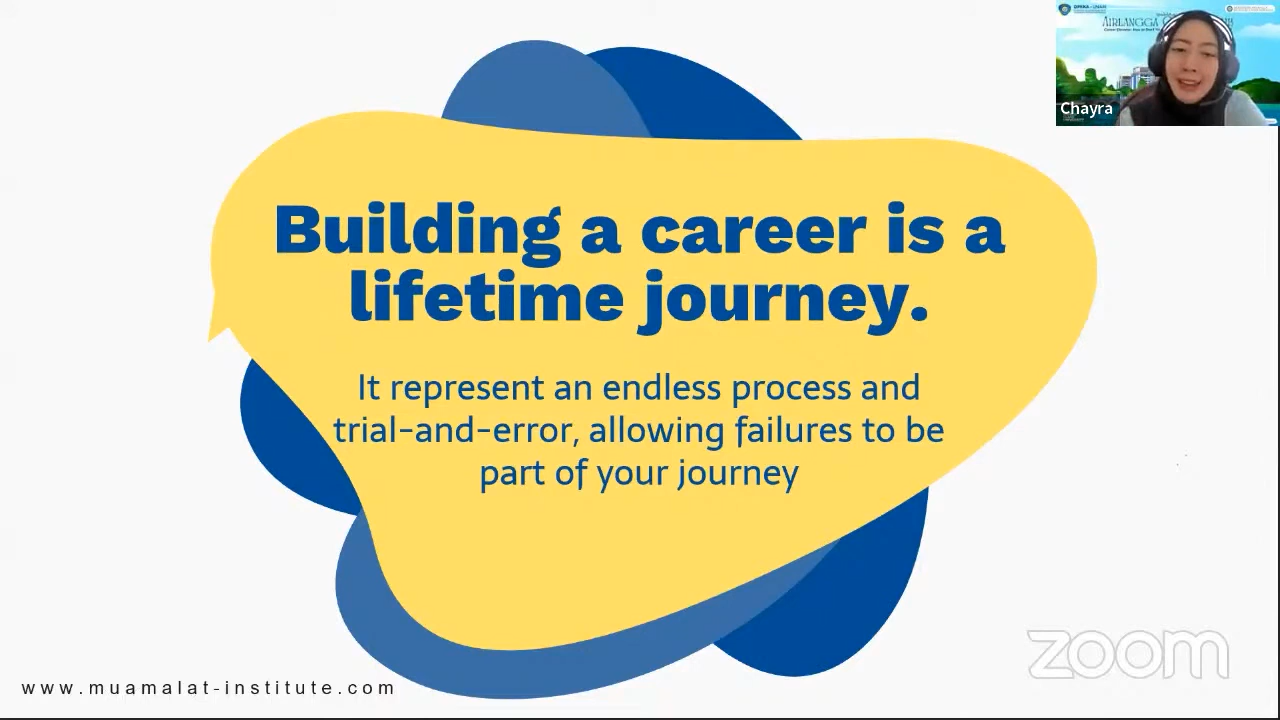 Building a career is a
lifetime journey.
It represent an endless process and
trial-and-error, allowing failures to be
part of your journey
www.muamalat-institute.com
AIRLANGGA
Chayra
zoom